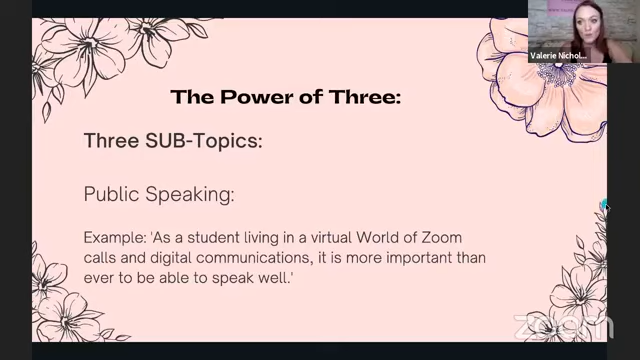 Valerie Nichol...
The Power of Three:
Three SUB-Topics:
Public Speaking:
Example: 'As a student living in a virtual World of Zoom
calls and digital communications, it is more important than
ever to be able to speak well.'
zoom